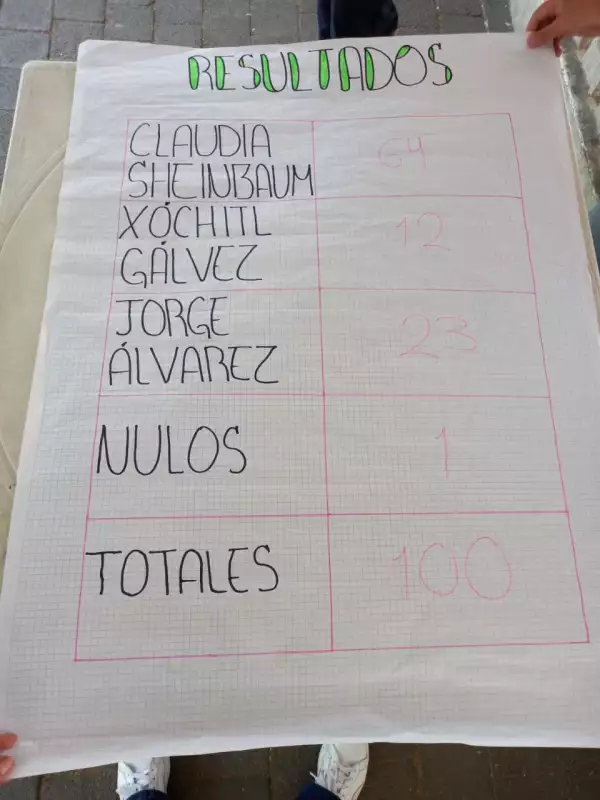 RESULTADOS
CLAUDIA
SHEINBAUM
64
XÓCHITL
GÁLVEZ
12
JORGE
ÁLVAREZ
23
NULOS
1
TOTALES
100